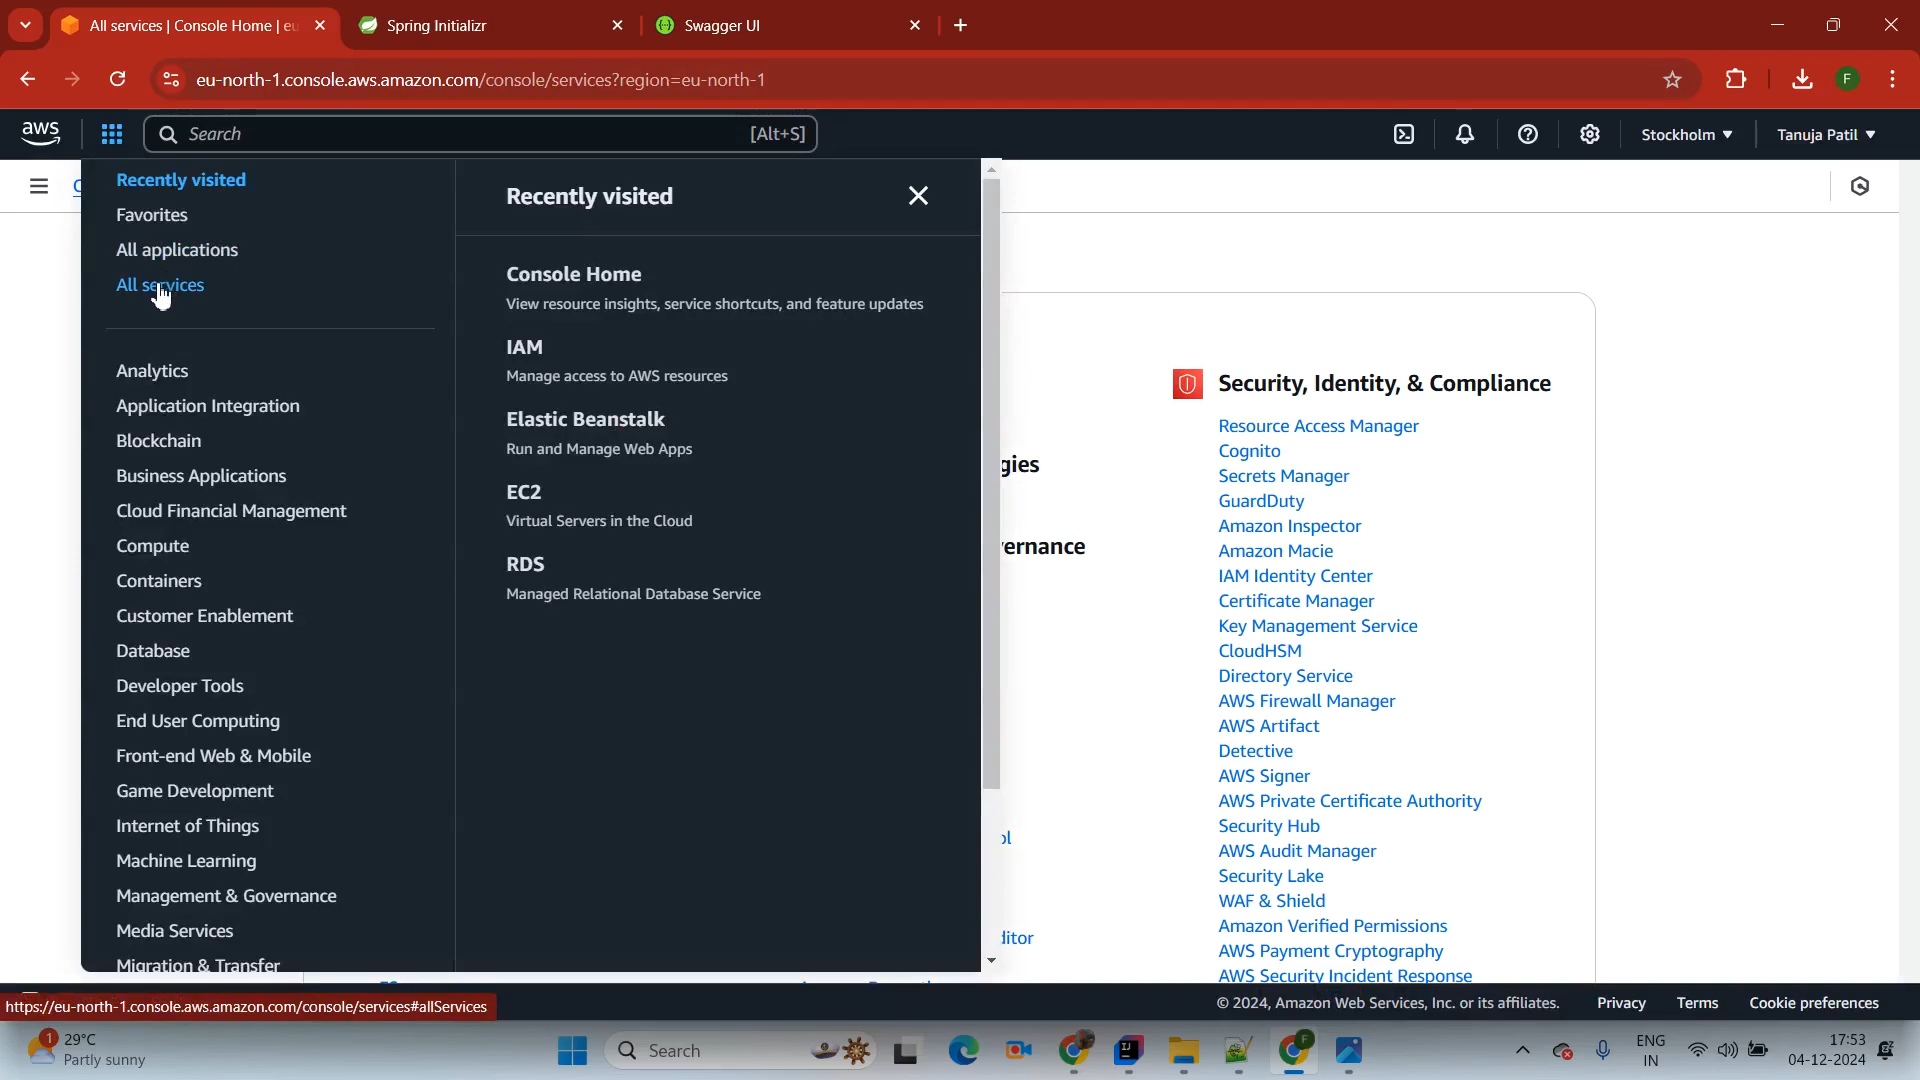 All services | Console Home | eu
Spring Initializr
Swagger UI
eu-north-1.console.aws.amazon.com/console/services?region=eu-north-1
aws
Search
[Alt+S]
Stockholm
Tanuja Patil
Recently visited
Favorites
All applications
All services
Analytics
Application Integration
Blockchain
Business Applications
Cloud Financial Management
Compute
Containers
Customer Enablement
Database
Developer Tools
End User Computing
Front-end Web & Mobile
Game Development
Internet of Things
Machine Learning
Management & Governance
Media Services
Migration & Transfer
Recently visited
Console Home
View resource insights, service shortcuts, and feature updates
IAM
Manage access to AWS resources
Elastic Beanstalk
Run and Manage Web Apps
EC2
Virtual Servers in the Cloud
RDS
Managed Relational Database Service
gies
ernance
ol
ditor
Security, Identity, & Compliance
Resource Access Manager
Cognito
Secrets Manager
GuardDuty
Amazon Inspector
Amazon Macie
IAM Identity Center
Certificate Manager
Key Management Service
CloudHSM
Directory Service
AWS Firewall Manager
AWS Artifact
Detective
AWS Signer
AWS Private Certificate Authority
Security Hub
AWS Audit Manager
Security Lake
WAF & Shield
Amazon Verified Permissions
AWS Payment Cryptography
AWS Security Incident Response
https://eu-north-1.console.aws.amazon.com/console/services#allServices
© 2024, Amazon Web Services, Inc. or its affiliates.
Privacy
Terms
Cookie preferences
1
29°C
Partly sunny
Search
F
ENG
IN
17:53
04-12-2024